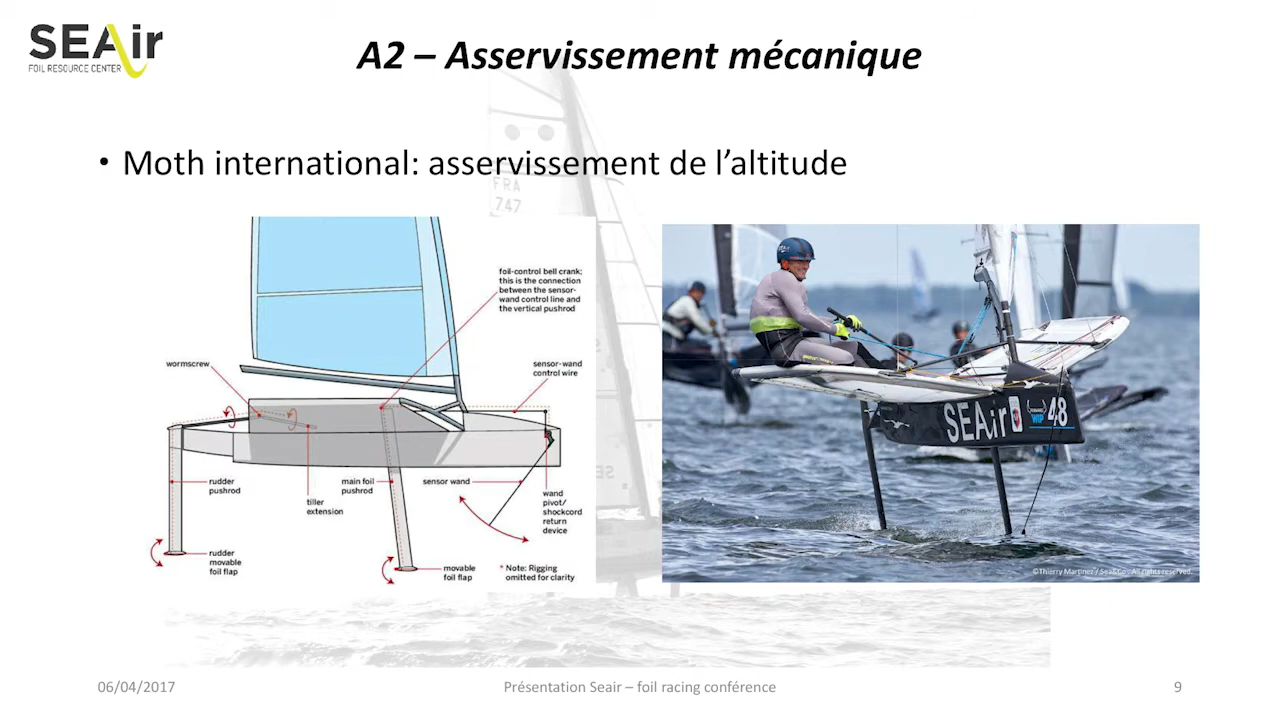 SEAir
FOIL RESOURCE CENTER
A2 – Asservissement mécanique
• Moth international: asservissement de l’altitude
FRA
747
foil-control bell crank;
this is the connection
between the sensor-
wand control line and
the vertical pushrod
wormscrew
sensor-wand
control wire
rudder
pushrod
tiller
extension
main foil
pushrod
sensor wand
wand
pivot/
shockcord
return
device
rudder
movable
foil flap
movable
foil flap
* Note: Rigging
omitted for clarity
SEAir
WIP
48
©Thierry Martinez / Sea&Co. All rights reserved.
06/04/2017
Présentation Seair – foil racing conférence
9